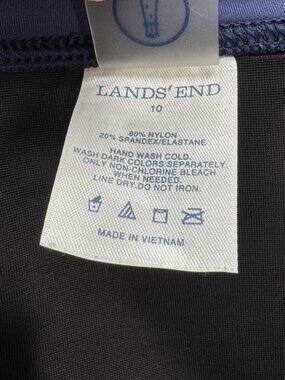 LANDS' END
10
80% NYLON
20% SPANDEX/ELASTANE
HAND WASH COLD.
WASH DARK COLORS SEPARATELY.
ONLY NON-CHLORINE BLEACH
WHEN NEEDED.
LINE DRY.DO NOT IRON.
MADE IN VIETNAM